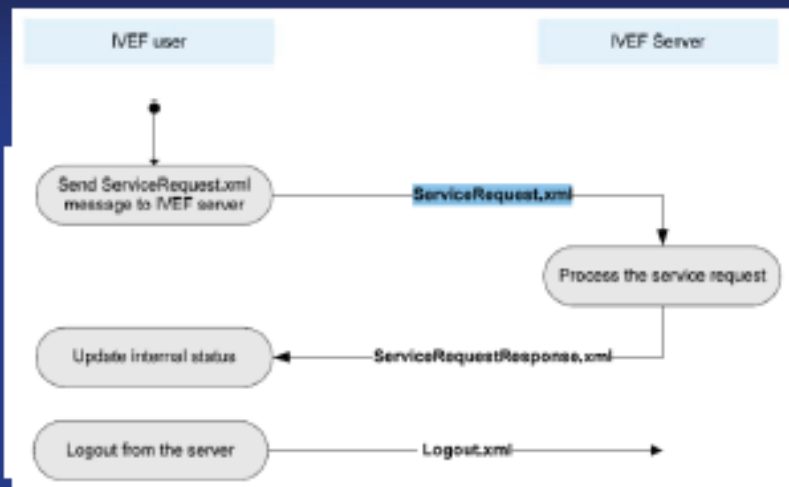 IVEF user
IVEF Server
Send ServiceRequest.xml
message to IVEF server
ServiceRequest.xml
Process the service request
Update internal status
ServiceRequestResponse.xml
Logout from the server
Logout.xml